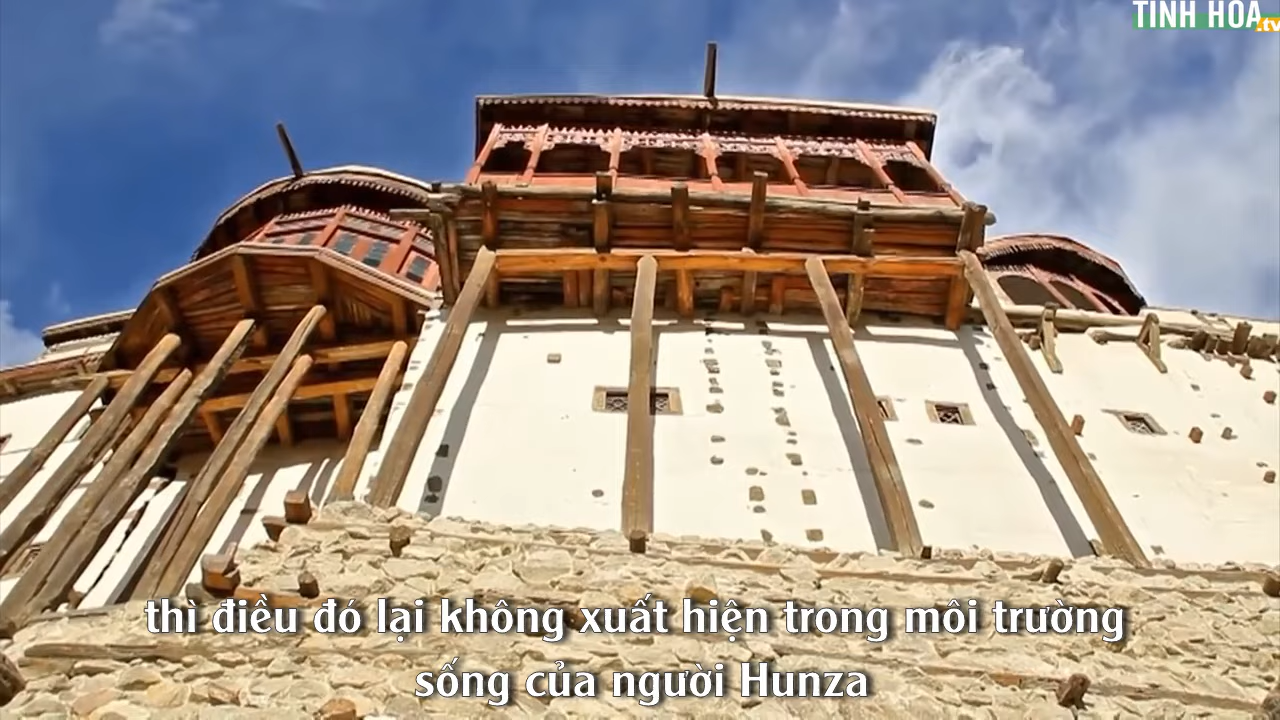 TINH HOA
.tv
thì điều đó lại không xuất hiện trong môi trường
sống của người Hunza